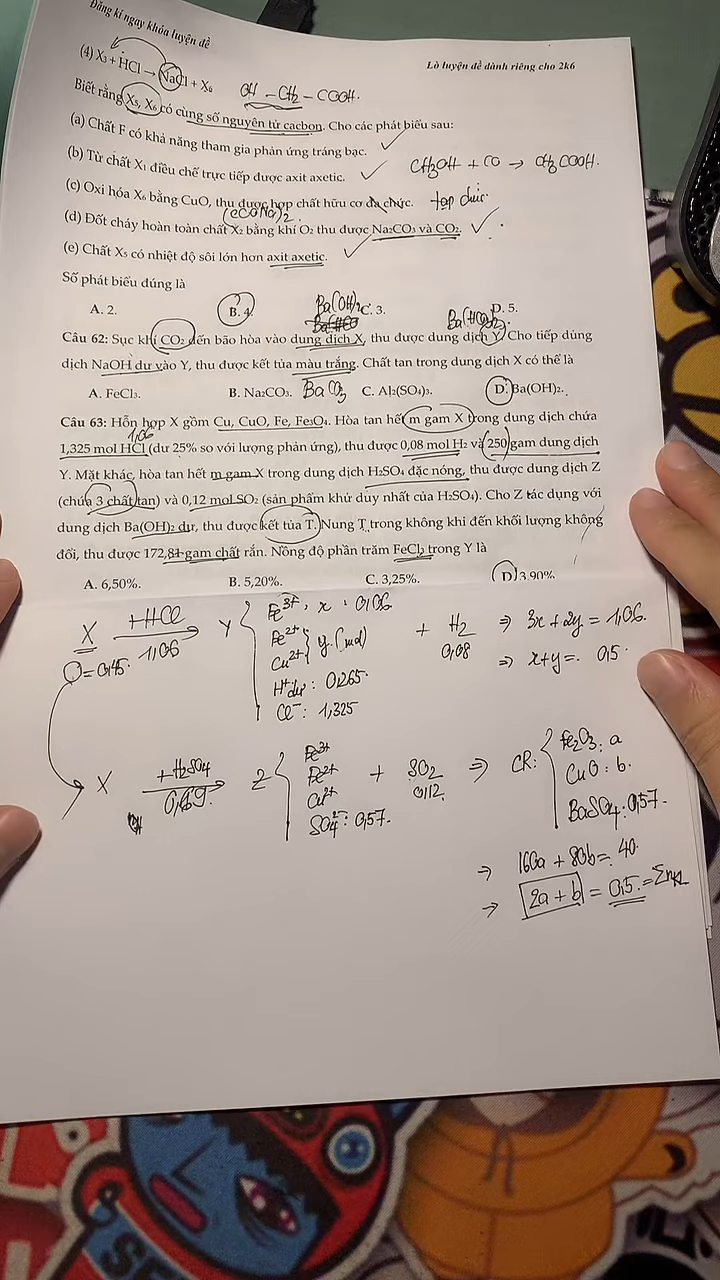 Đăng kí ngay khóa luyện đề
Lò luyện đề dành riêng cho 2k6
(4) X₃ + HCl → NaCl + X₆
OH – CH₂ – COOH.
Biết rằng X₅, X₆ có cùng số nguyên tử cacbon. Cho các phát biểu sau:
(a) Chất F có khả năng tham gia phản ứng tráng bạc.
(b) Từ chất X₁ điều chế trực tiếp được axit axetic.
CH₃OH + CO → CH₃COOH.
(c) Oxi hóa X₆ bằng CuO, thu được hợp chất hữu cơ đa chức. tạp chức.
(COONa)₂.
(d) Đốt cháy hoàn toàn chất X₂ bằng khí O₂ thu được Na₂CO₃ và CO₂.
(e) Chất X₅ có nhiệt độ sôi lớn hơn axit axetic.
Số phát biểu đúng là
A. 2. B. 4. C. 3. D. 5.
Ba(OH)₂
Ba(HCO₃)₂.
Câu 62: Sục khí CO₂ đến bão hòa vào dung dịch X, thu được dung dịch Y. Cho tiếp dung
dịch NaOH dư vào Y, thu được kết tủa màu trắng. Chất tan trong dung dịch X có thể là
BaCO₃
A. FeCl₃. B. Na₂CO₃. C. Al₂(SO₄)₃. D. Ba(OH)₂.
Câu 63: Hỗn hợp X gồm Cu, CuO, Fe, Fe₃O₄. Hòa tan hết m gam X trong dung dịch chứa
1,06
1,325 mol HCl (dư 25% so với lượng phản ứng), thu được 0,08 mol H₂ và 250 gam dung dịch
Y. Mặt khác, hòa tan hết m gam X trong dung dịch H₂SO₄ đặc nóng, thu được dung dịch Z
(chứa 3 chất tan) và 0,12 mol SO₂ (sản phẩm khử duy nhất của H₂SO₄). Cho Z tác dụng với
dung dịch Ba(OH)₂ dư, thu được kết tủa T. Nung T trong không khí đến khối lượng không
đổi, thu được 172,81 gam chất rắn. Nồng độ phần trăm FeCl₃ trong Y là
A. 6,50%. B. 5,20%. C. 3,25%. D. 3,90%.
X +HCl 1,06 → Y
O = 0,45.
Fe³⁺ : x : 0,06
Fe²⁺
Cu²⁺ } y (mol)
H⁺ dư : 0,265.
Cl⁻ : 1,325
+ H₂ 0,08
⇒ 3x + 2y = 1,06.
⇒ x + y = 0,5.
X +H₂SO₄ 0,69. → Z
Fe³⁺
Fe²⁺
Cu²⁺
SO₄²⁻ : 0,57.
+ SO₂ 0,12 ⇒ CR:
Fe₂O₃ : a
CuO : b.
BaSO₄ : 0,57.
⇒ 160a + 80b = 40
⇒ 2a + b = 0,5. = Σn KL